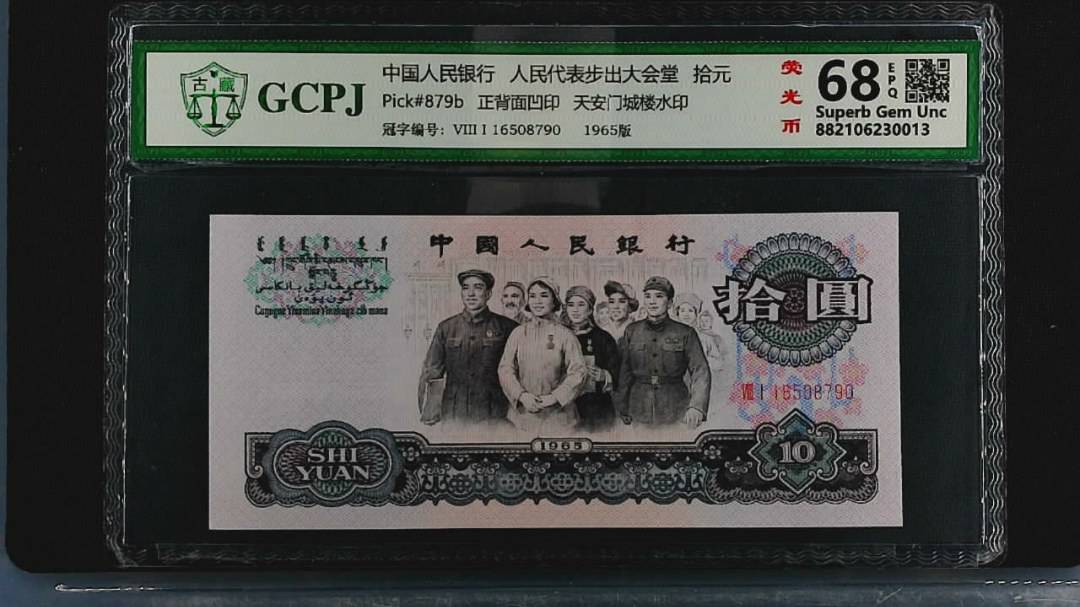 古藏
GCPJ
中国人民银行 人民代表步出大会堂 拾元
Pick#879b 正背面凹印 天安门城楼水印
冠字编号: VIII I 16508790 1965版
荧光币
68
EPQ
Superb Gem Unc
882106230013
中國人民銀行
拾圓
VIII I 16508790
1965
SHI
YUAN
10